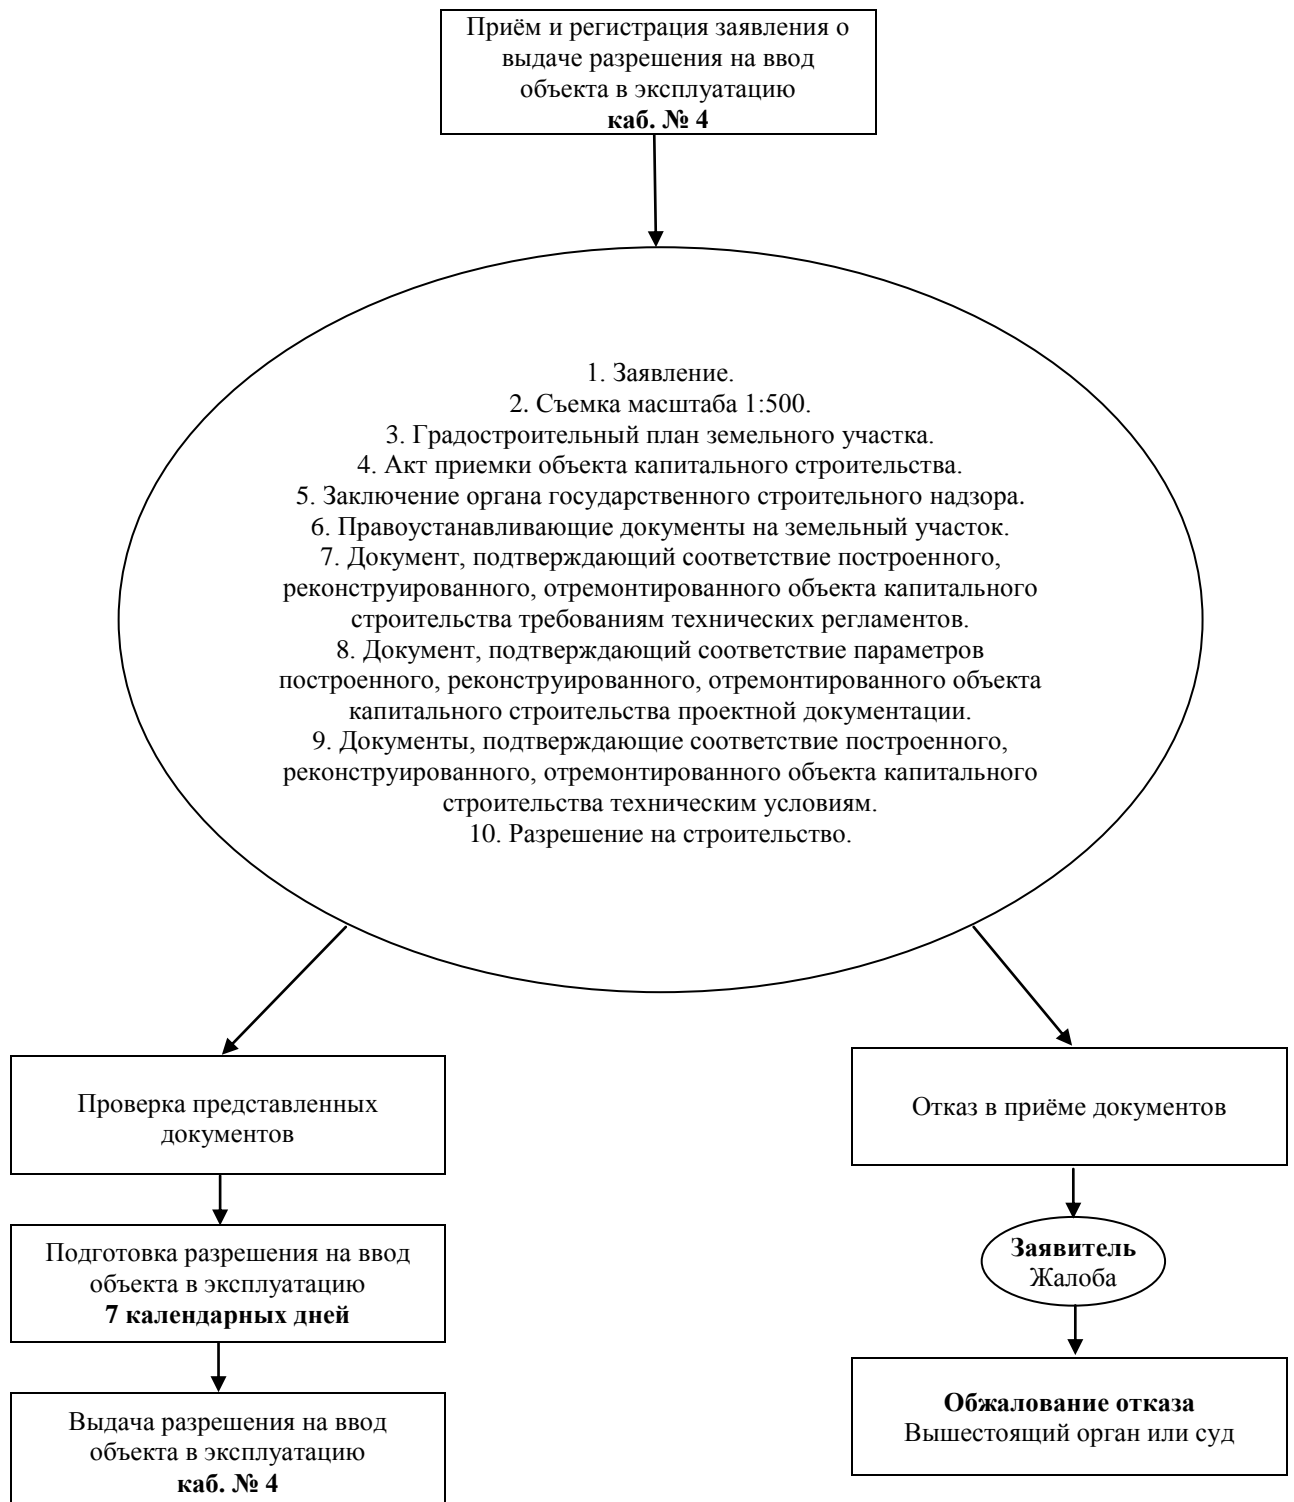 Приём и регистрация заявления о
выдаче разрешения на ввод
объекта в эксплуатацию
каб. № 4
1. Заявление.
2. Съемка масштаба 1:500.
3. Градостроительный план земельного участка.
4. Акт приемки объекта капитального строительства.
5. Заключение органа государственного строительного надзора.
6. Правоустанавливающие документы на земельный участок.
7. Документ, подтверждающий соответствие построенного,
реконструированного, отремонтированного объекта капитального
строительства требованиям технических регламентов.
8. Документ, подтверждающий соответствие параметров
построенного, реконструированного, отремонтированного объекта
капитального строительства проектной документации.
9. Документы, подтверждающие соответствие построенного,
реконструированного, отремонтированного объекта капитального
строительства техническим условиям.
10. Разрешение на строительство.
Проверка представленных
документов
Подготовка разрешения на ввод
объекта в эксплуатацию
7 календарных дней
Выдача разрешения на ввод
объекта в эксплуатацию
каб. № 4
Отказ в приёме документов
Заявитель
Жалоба
Обжалование отказа
Вышестоящий орган или суд